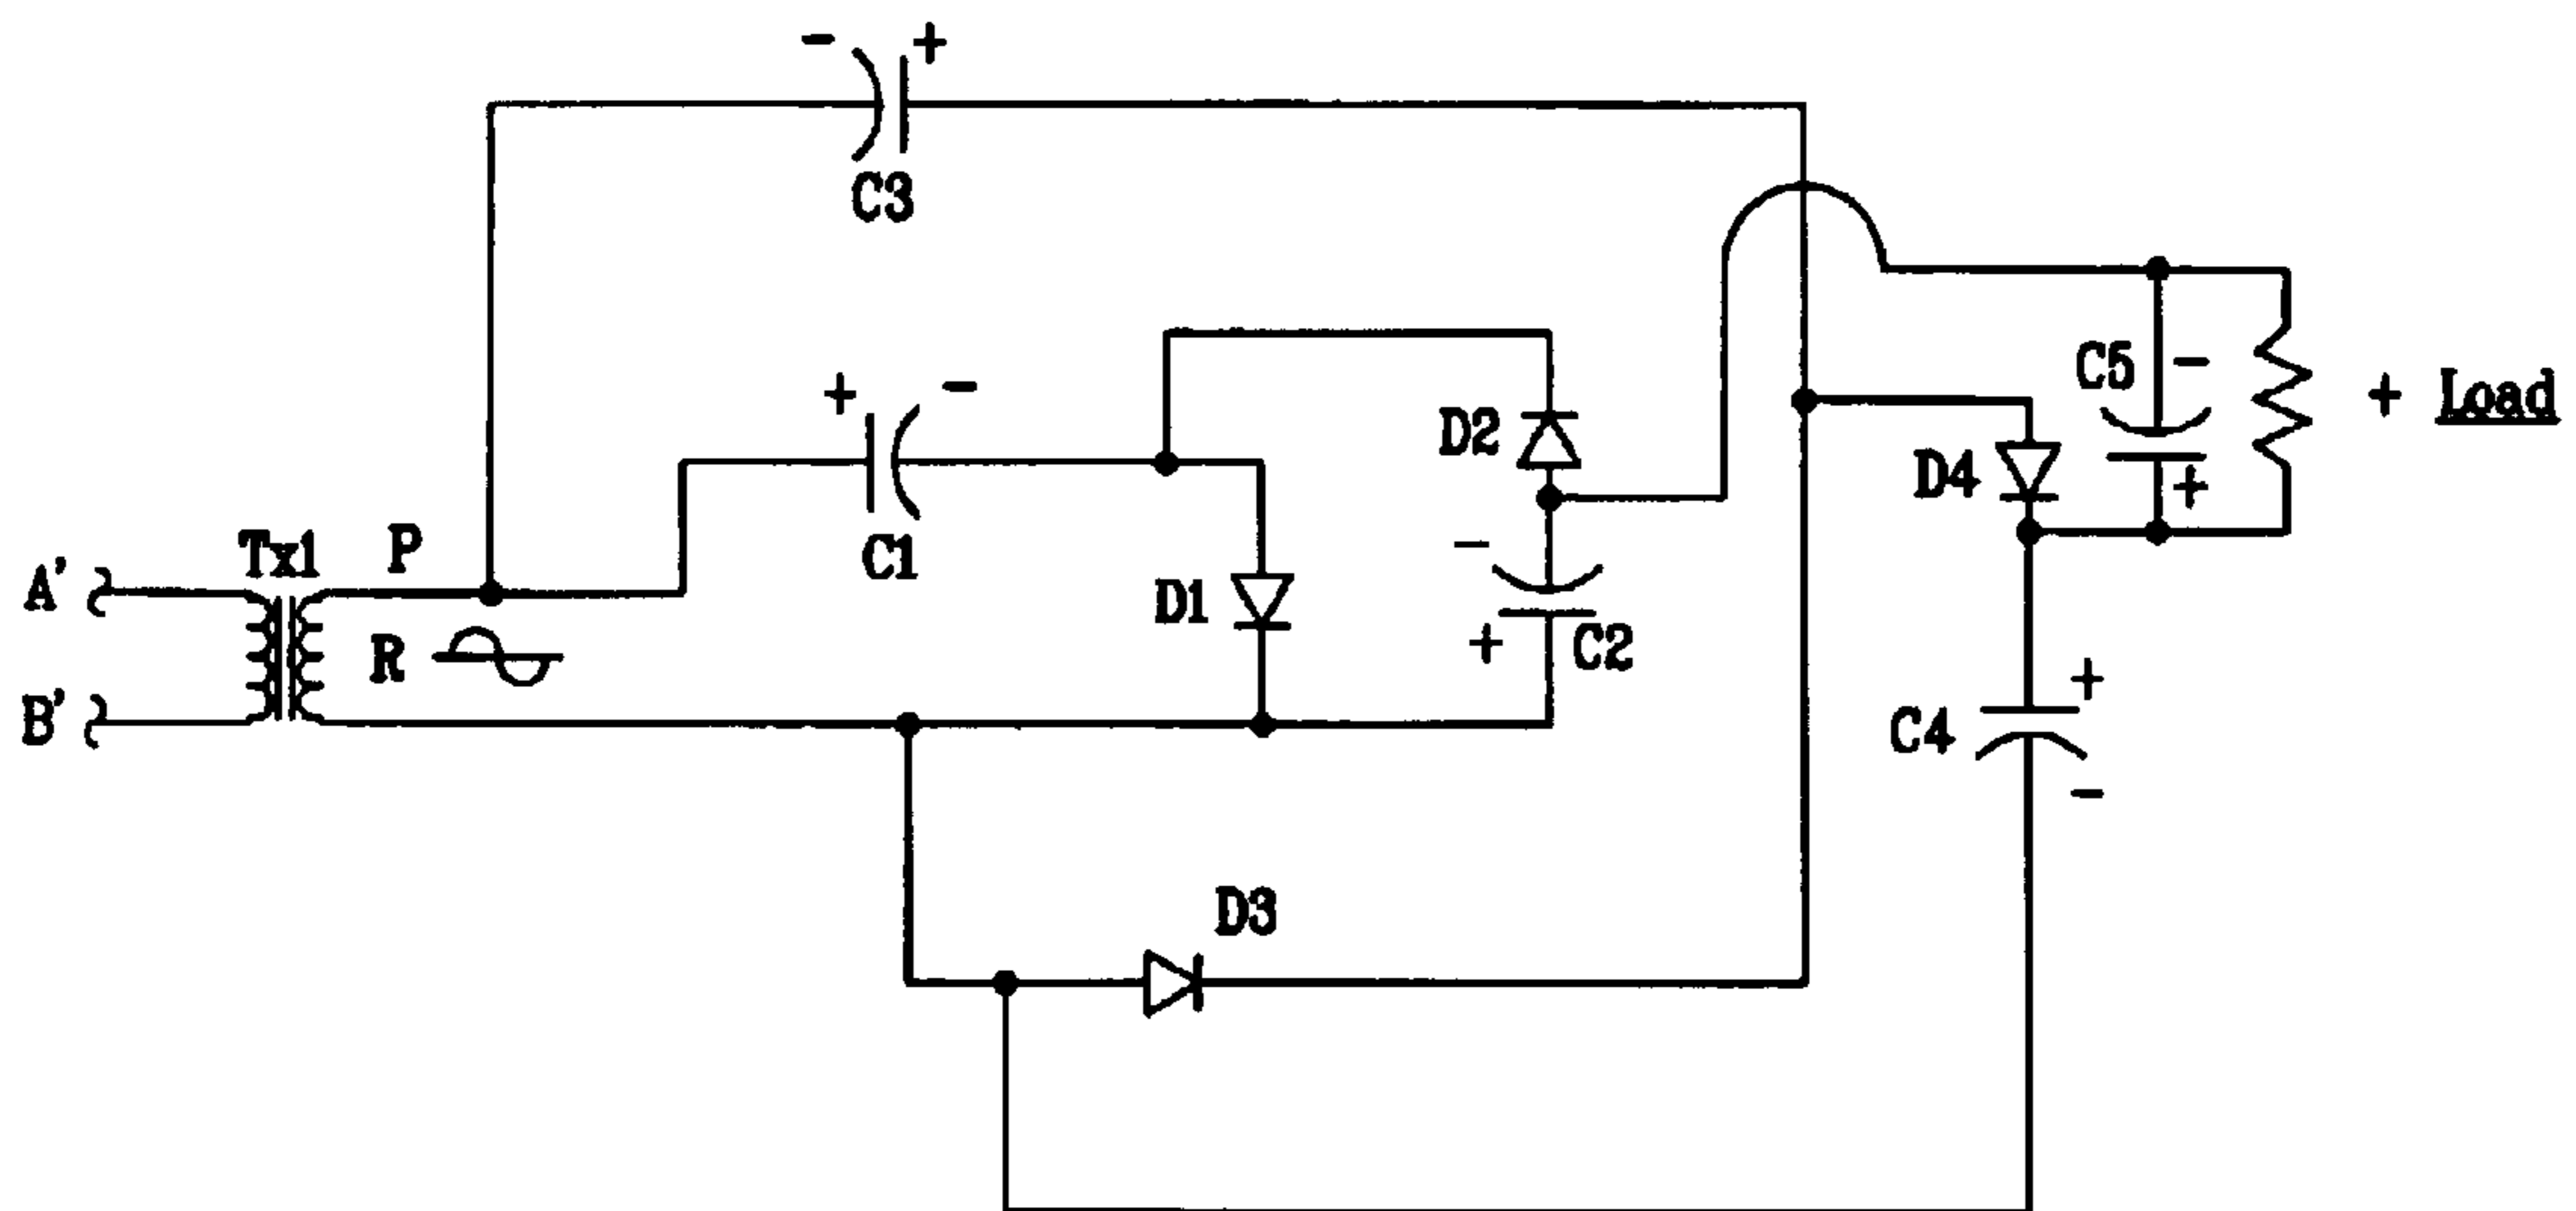 - +
C3
+ -
C1
D2
C5 -
+ Load
D4
+
Tx1 P
A'
-
D1
R
+ C2
B'
+
C4
-
D3